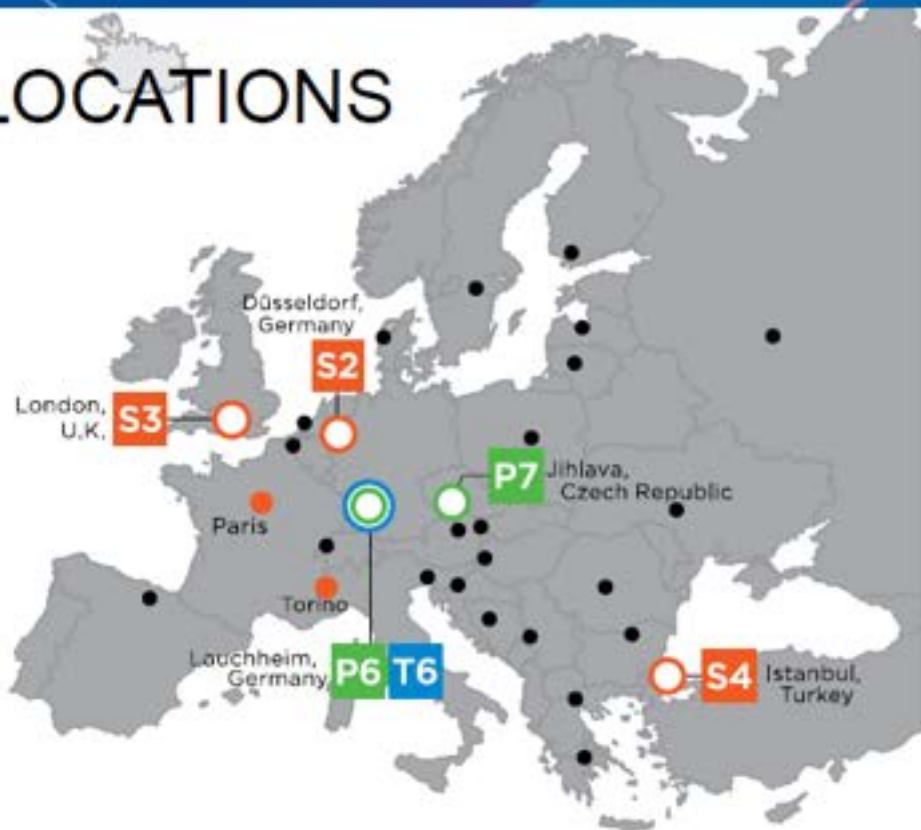 LOCATIONS
Düsseldorf,
Germany
S2
London,
U.K.
S3
P7
Jihlava,
Czech Republic
Paris
Torino
Lauchheim,
Germany
P6 T6
S4
Istanbul,
Turkey